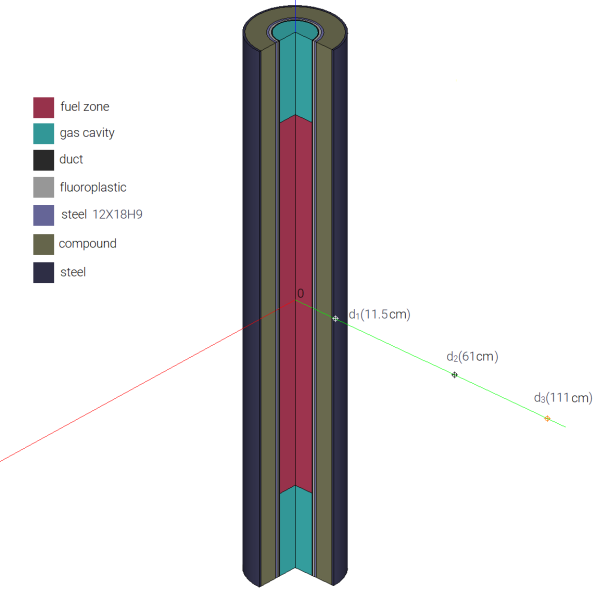 fuel zone
gas cavity
duct
fluoroplastic
steel 12X18H9
compound
steel
0
d₁(11.5cm)
d₂(61cm)
d₃(111cm)